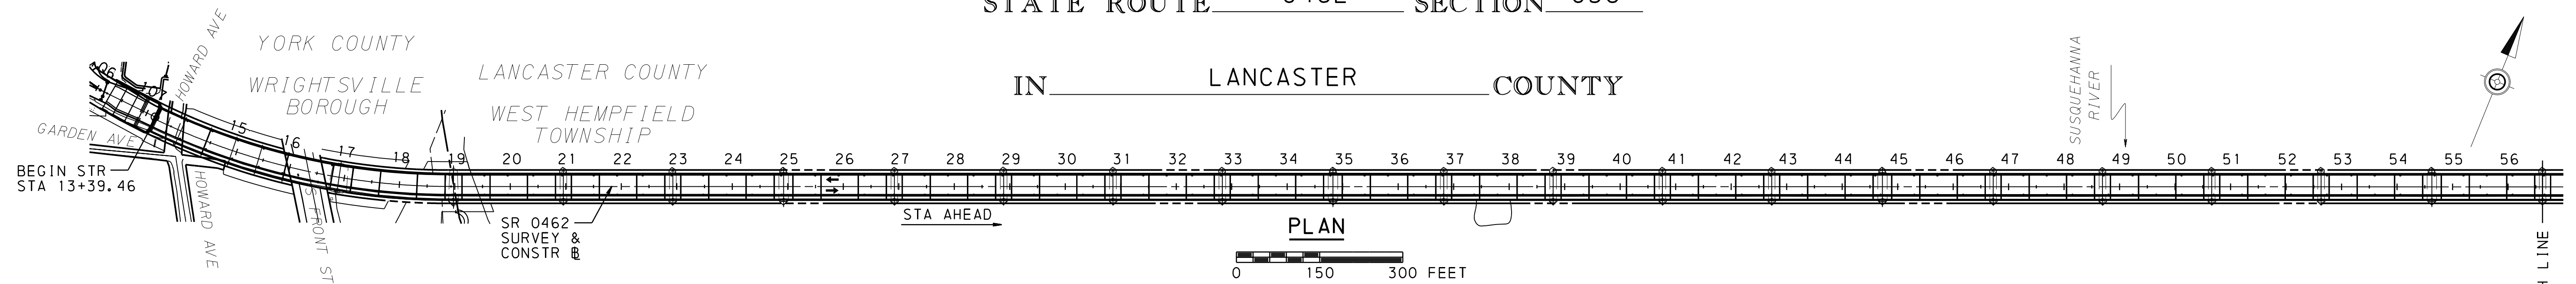 STATE ROUTE 0462 SECTION
IN LANCASTER COUNTY
HOWARD AVE
YORK COUNTY
WRIGHTSVILLE
BOROUGH
LANCASTER COUNTY
WEST HEMPFIELD
TOWNSHIP
SUSQUEHANNA
RIVER
GARDEN AVE
BEGIN STR
STA 13+39.46
106
107
15
16
17
18
19
20
21
22
23
24
25
26
27
28
29
30
31
32
33
34
35
36
37
38
39
40
41
42
43
44
45
46
47
48
49
50
51
52
53
54
55
56
HOWARD AVE
FRONT ST
SR 0462
SURVEY &
CONSTR ℄
STA AHEAD
PLAN
0 150 300 FEET
LINE